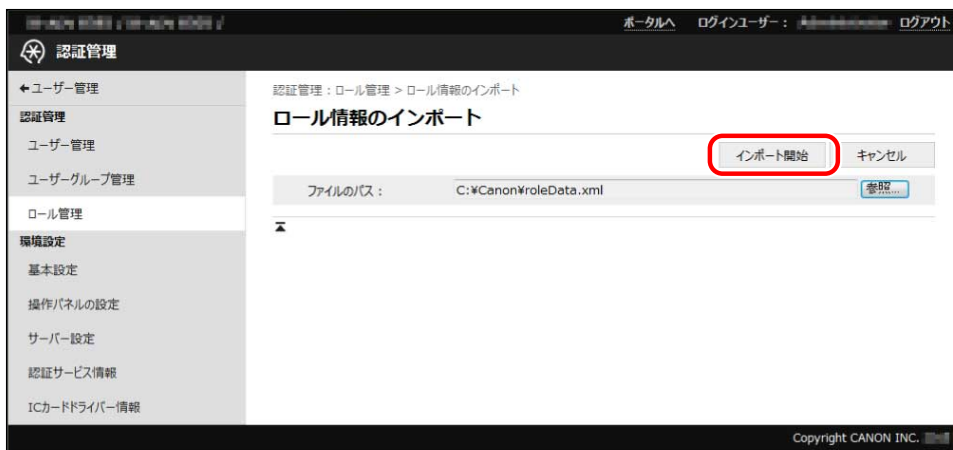 ポータルへ ログインユーザー： ログアウト
認証管理
←ユーザー管理
認証管理
ユーザー管理
ユーザーグループ管理
ロール管理
環境設定
基本設定
操作パネルの設定
サーバー設定
認証サービス情報
ICカードドライバー情報
認証管理：ロール管理 > ロール情報のインポート
ロール情報のインポート
インポート開始 キャンセル
ファイルのパス： C:¥Canon¥roleData.xml 参照...
Copyright CANON INC.